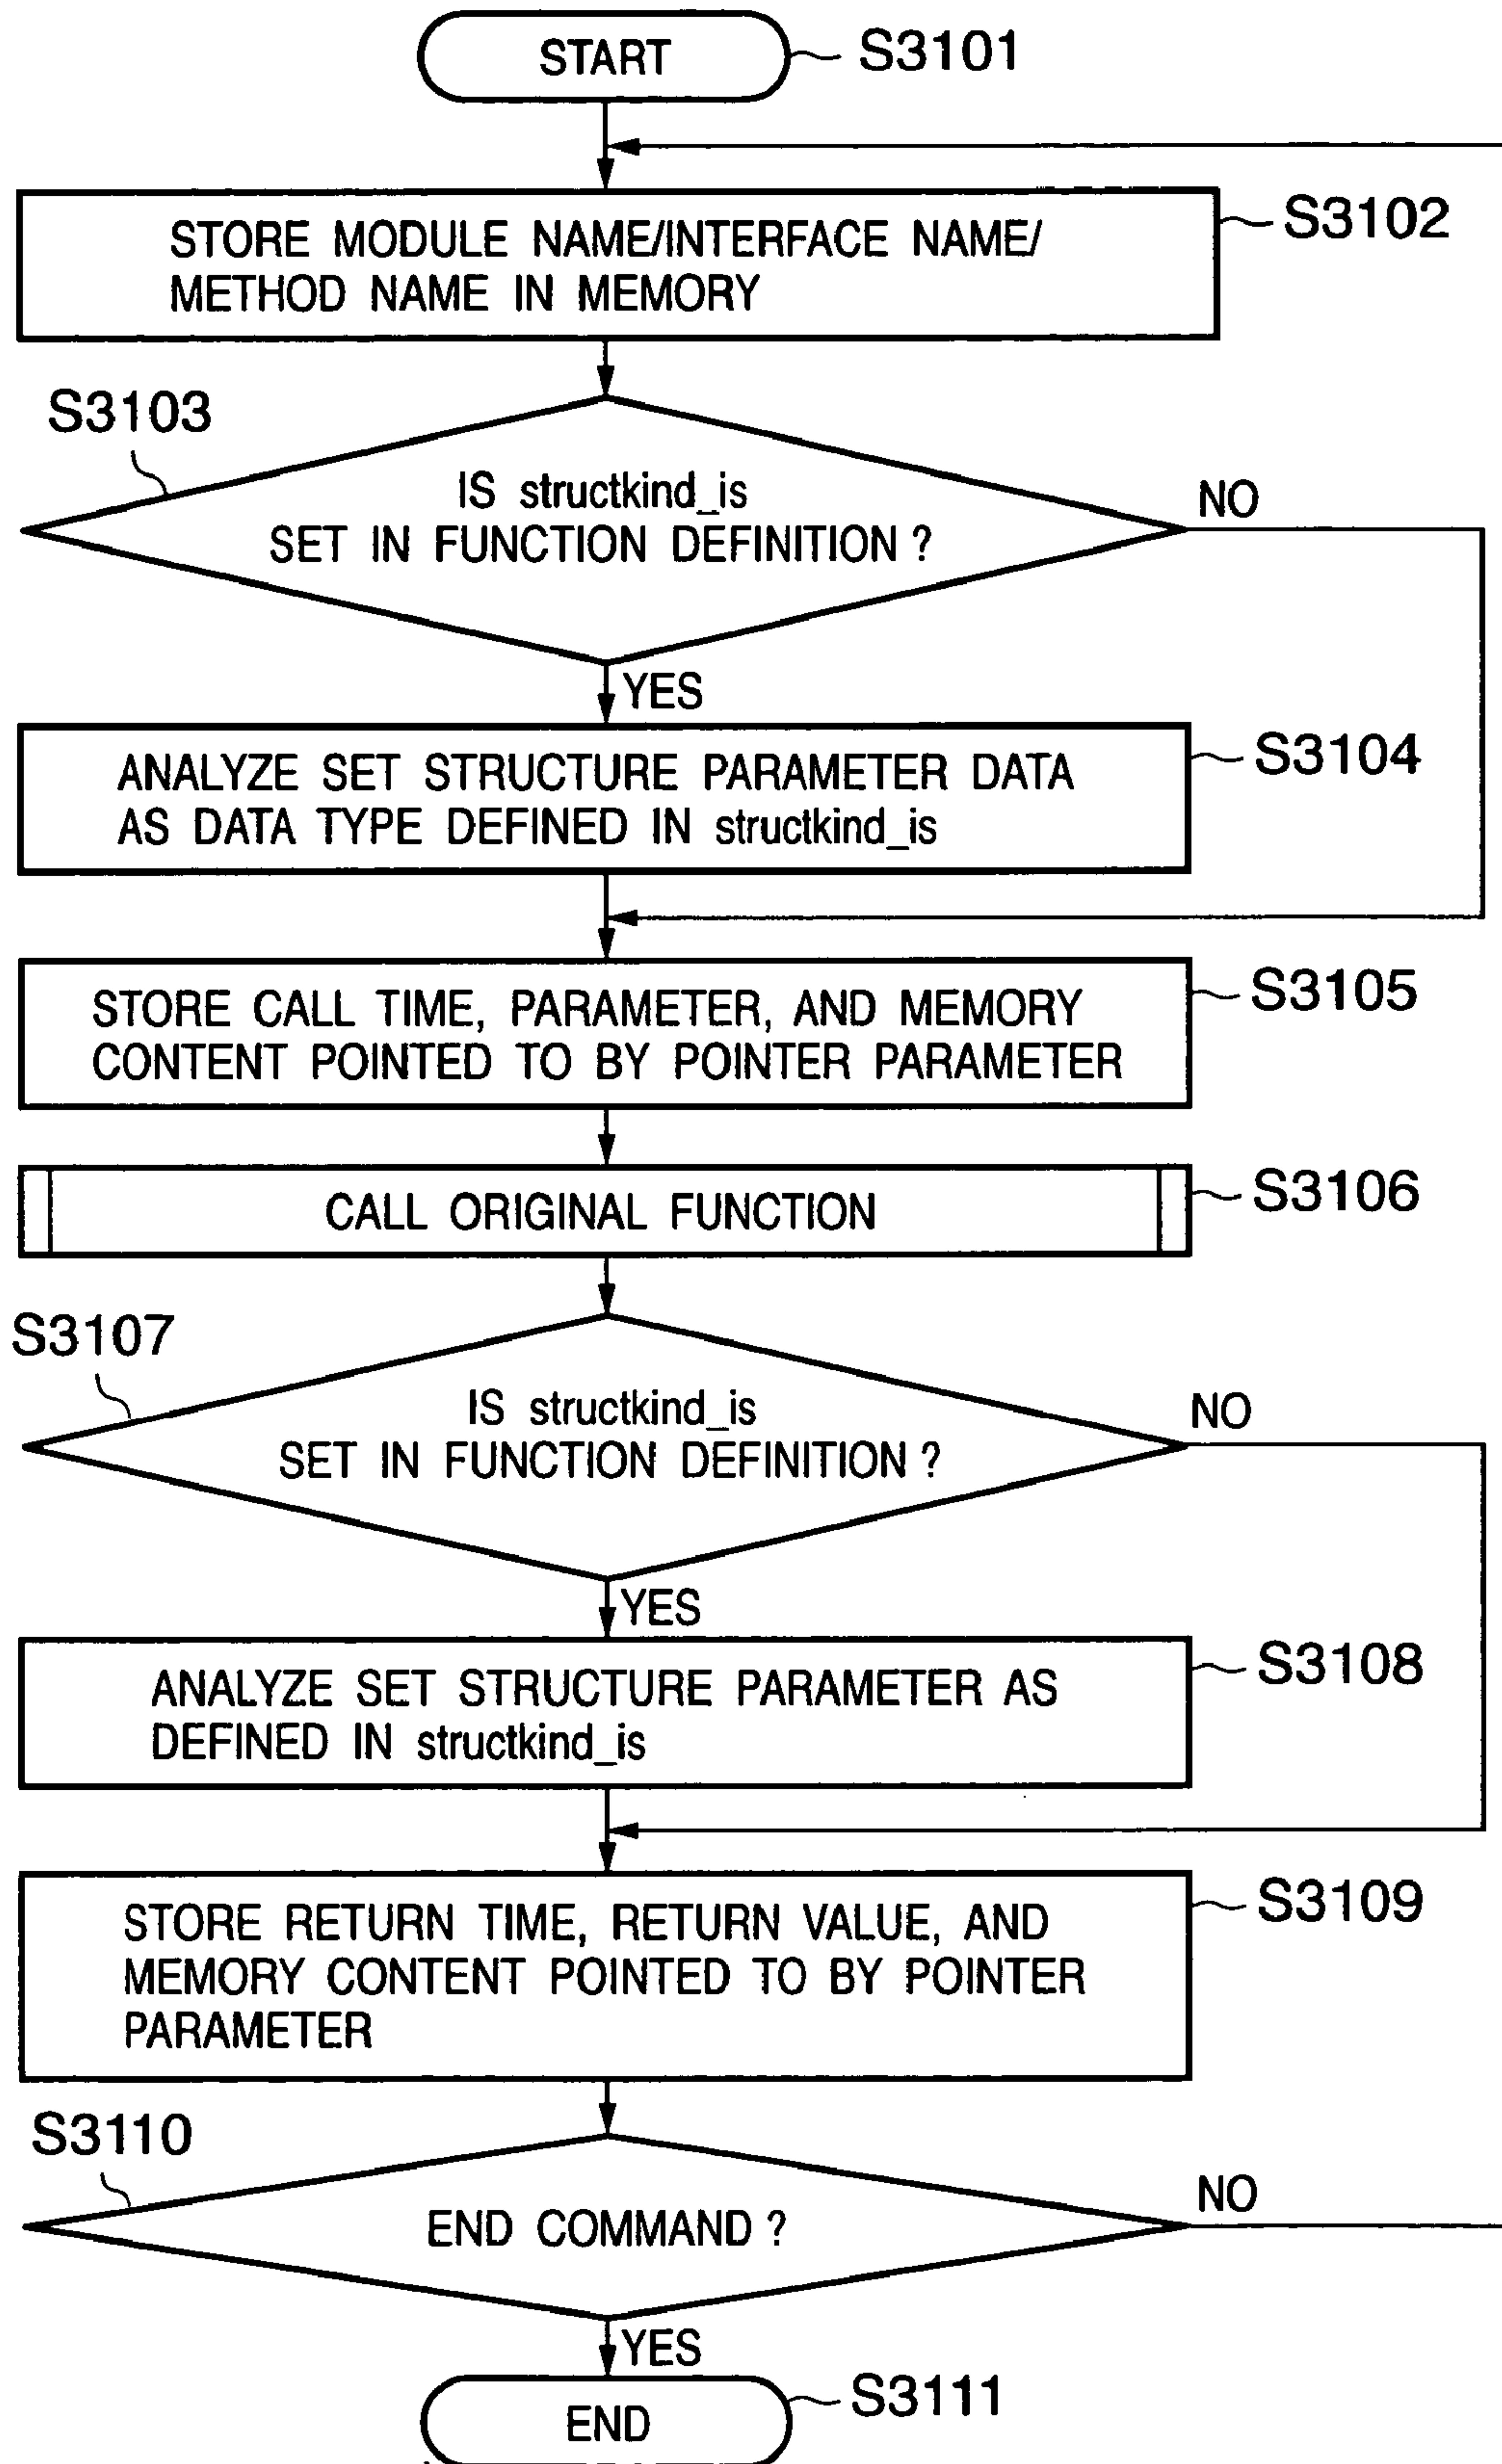 START
S3101
STORE MODULE NAME/INTERFACE NAME/
METHOD NAME IN MEMORY
S3102
S3103
IS structkind_is
SET IN FUNCTION DEFINITION ?
NO
YES
ANALYZE SET STRUCTURE PARAMETER DATA
AS DATA TYPE DEFINED IN structkind_is
S3104
STORE CALL TIME, PARAMETER, AND MEMORY
CONTENT POINTED TO BY POINTER PARAMETER
S3105
CALL ORIGINAL FUNCTION
S3106
S3107
IS structkind_is
SET IN FUNCTION DEFINITION ?
NO
YES
ANALYZE SET STRUCTURE PARAMETER AS
DEFINED IN structkind_is
S3108
STORE RETURN TIME, RETURN VALUE, AND
MEMORY CONTENT POINTED TO BY POINTER
PARAMETER
S3109
S3110
END COMMAND ?
NO
YES
END
S3111